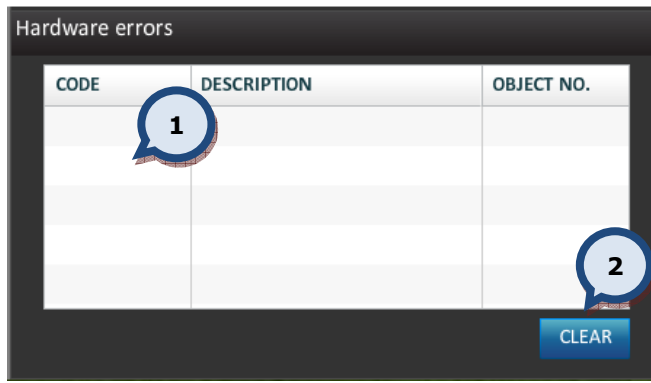 Hardware errors
CODE DESCRIPTION OBJECT NO.
1
2
CLEAR